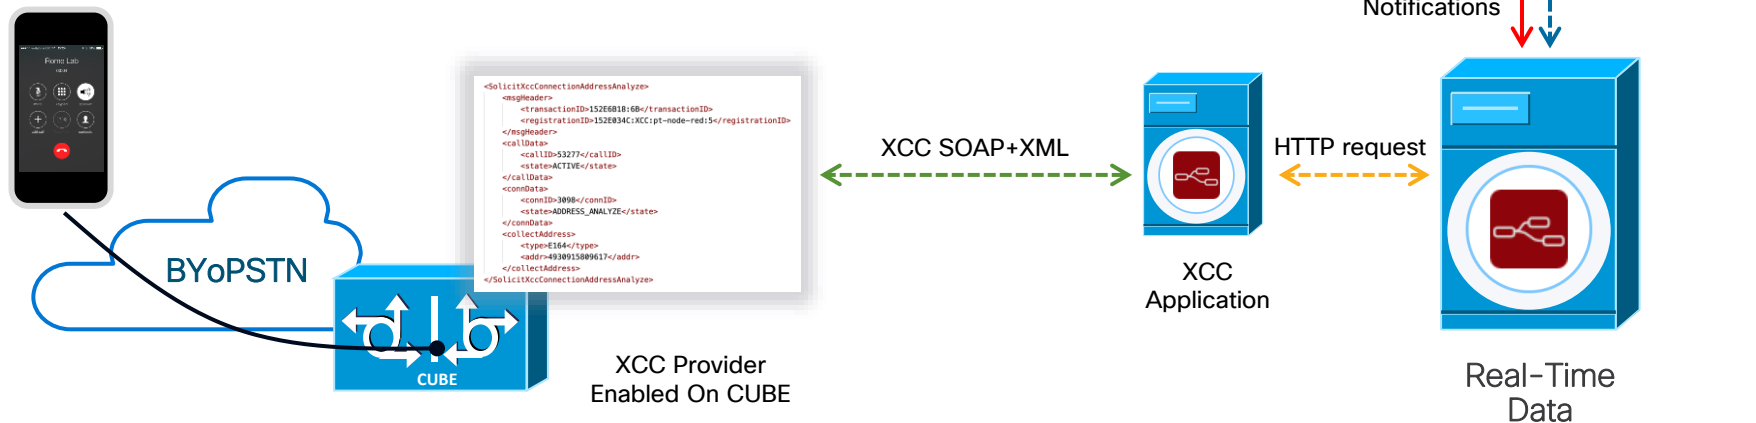 Notifications
Rome Lab
<SolicitXccConnectionAddressAnalyze>
<msgHeader>
<transactionID>152E6B18:6B</transactionID>
<registrationID>152E034C:XCC:pt-node-red:5</registrationID>
</msgHeader>
<callData>
<callID>53277</callID>
<state>ACTIVE</state>
</callData>
<connData>
<connID>3098</connID>
<state>ADDRESS_ANALYZE</state>
</connData>
<collectAddress>
<type>E164</type>
<addr>4930915809617</addr>
</collectAddress>
</SolicitXccConnectionAddressAnalyze>
XCC SOAP+XML
HTTP request
BYoPSTN
XCC
Application
CUBE
XCC Provider
Enabled On CUBE
Real-Time
Data